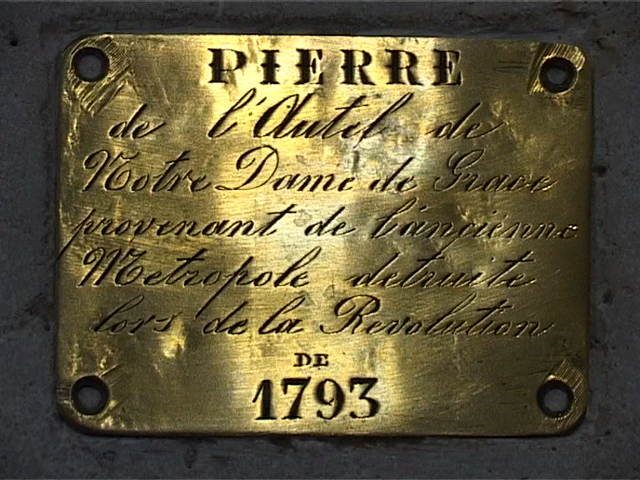 PIERRE
de l'Autel de
Notre Dame de Grace
provenant de l'ancienne
Metropole detruite
lors de la Revolution
DE
1793